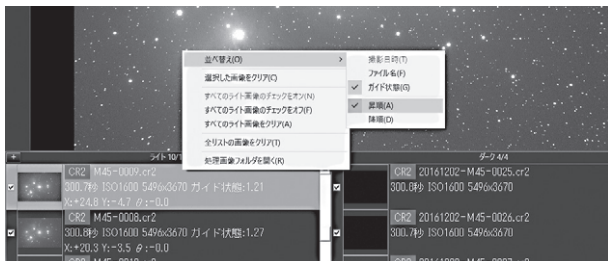 並べ替え(O)
選択した画像をクリア(C)
すべてのライト画像のチェックをオン(N)
すべてのライト画像のチェックをオフ(F)
すべてのライト画像をクリア(A)
全リストの画像をクリア(T)
処理画像フォルダを開く(R)
撮影日時(T)
ファイル名(F)
ガイド状態(G)
昇順(A)
降順(D)
ライト 10/1
ダーク 4/4
CR2 M45-0009.cr2
300.7秒 ISO1600 5496x3670 ガイド状態:1.21
X:+24.8 Y:-4.7 θ:-0.0
CR2 M45-0008.cr2
300.8秒 ISO1600 5496x3670 ガイド状態:1.27
X:+20.3 Y:-3.5 θ:-0.0
CR2 20161202-M45-0025.cr2
300.8秒 ISO1600 5496x3670
CR2 20161202-M45-0026.cr2
300.7秒 ISO1600 5496x3670